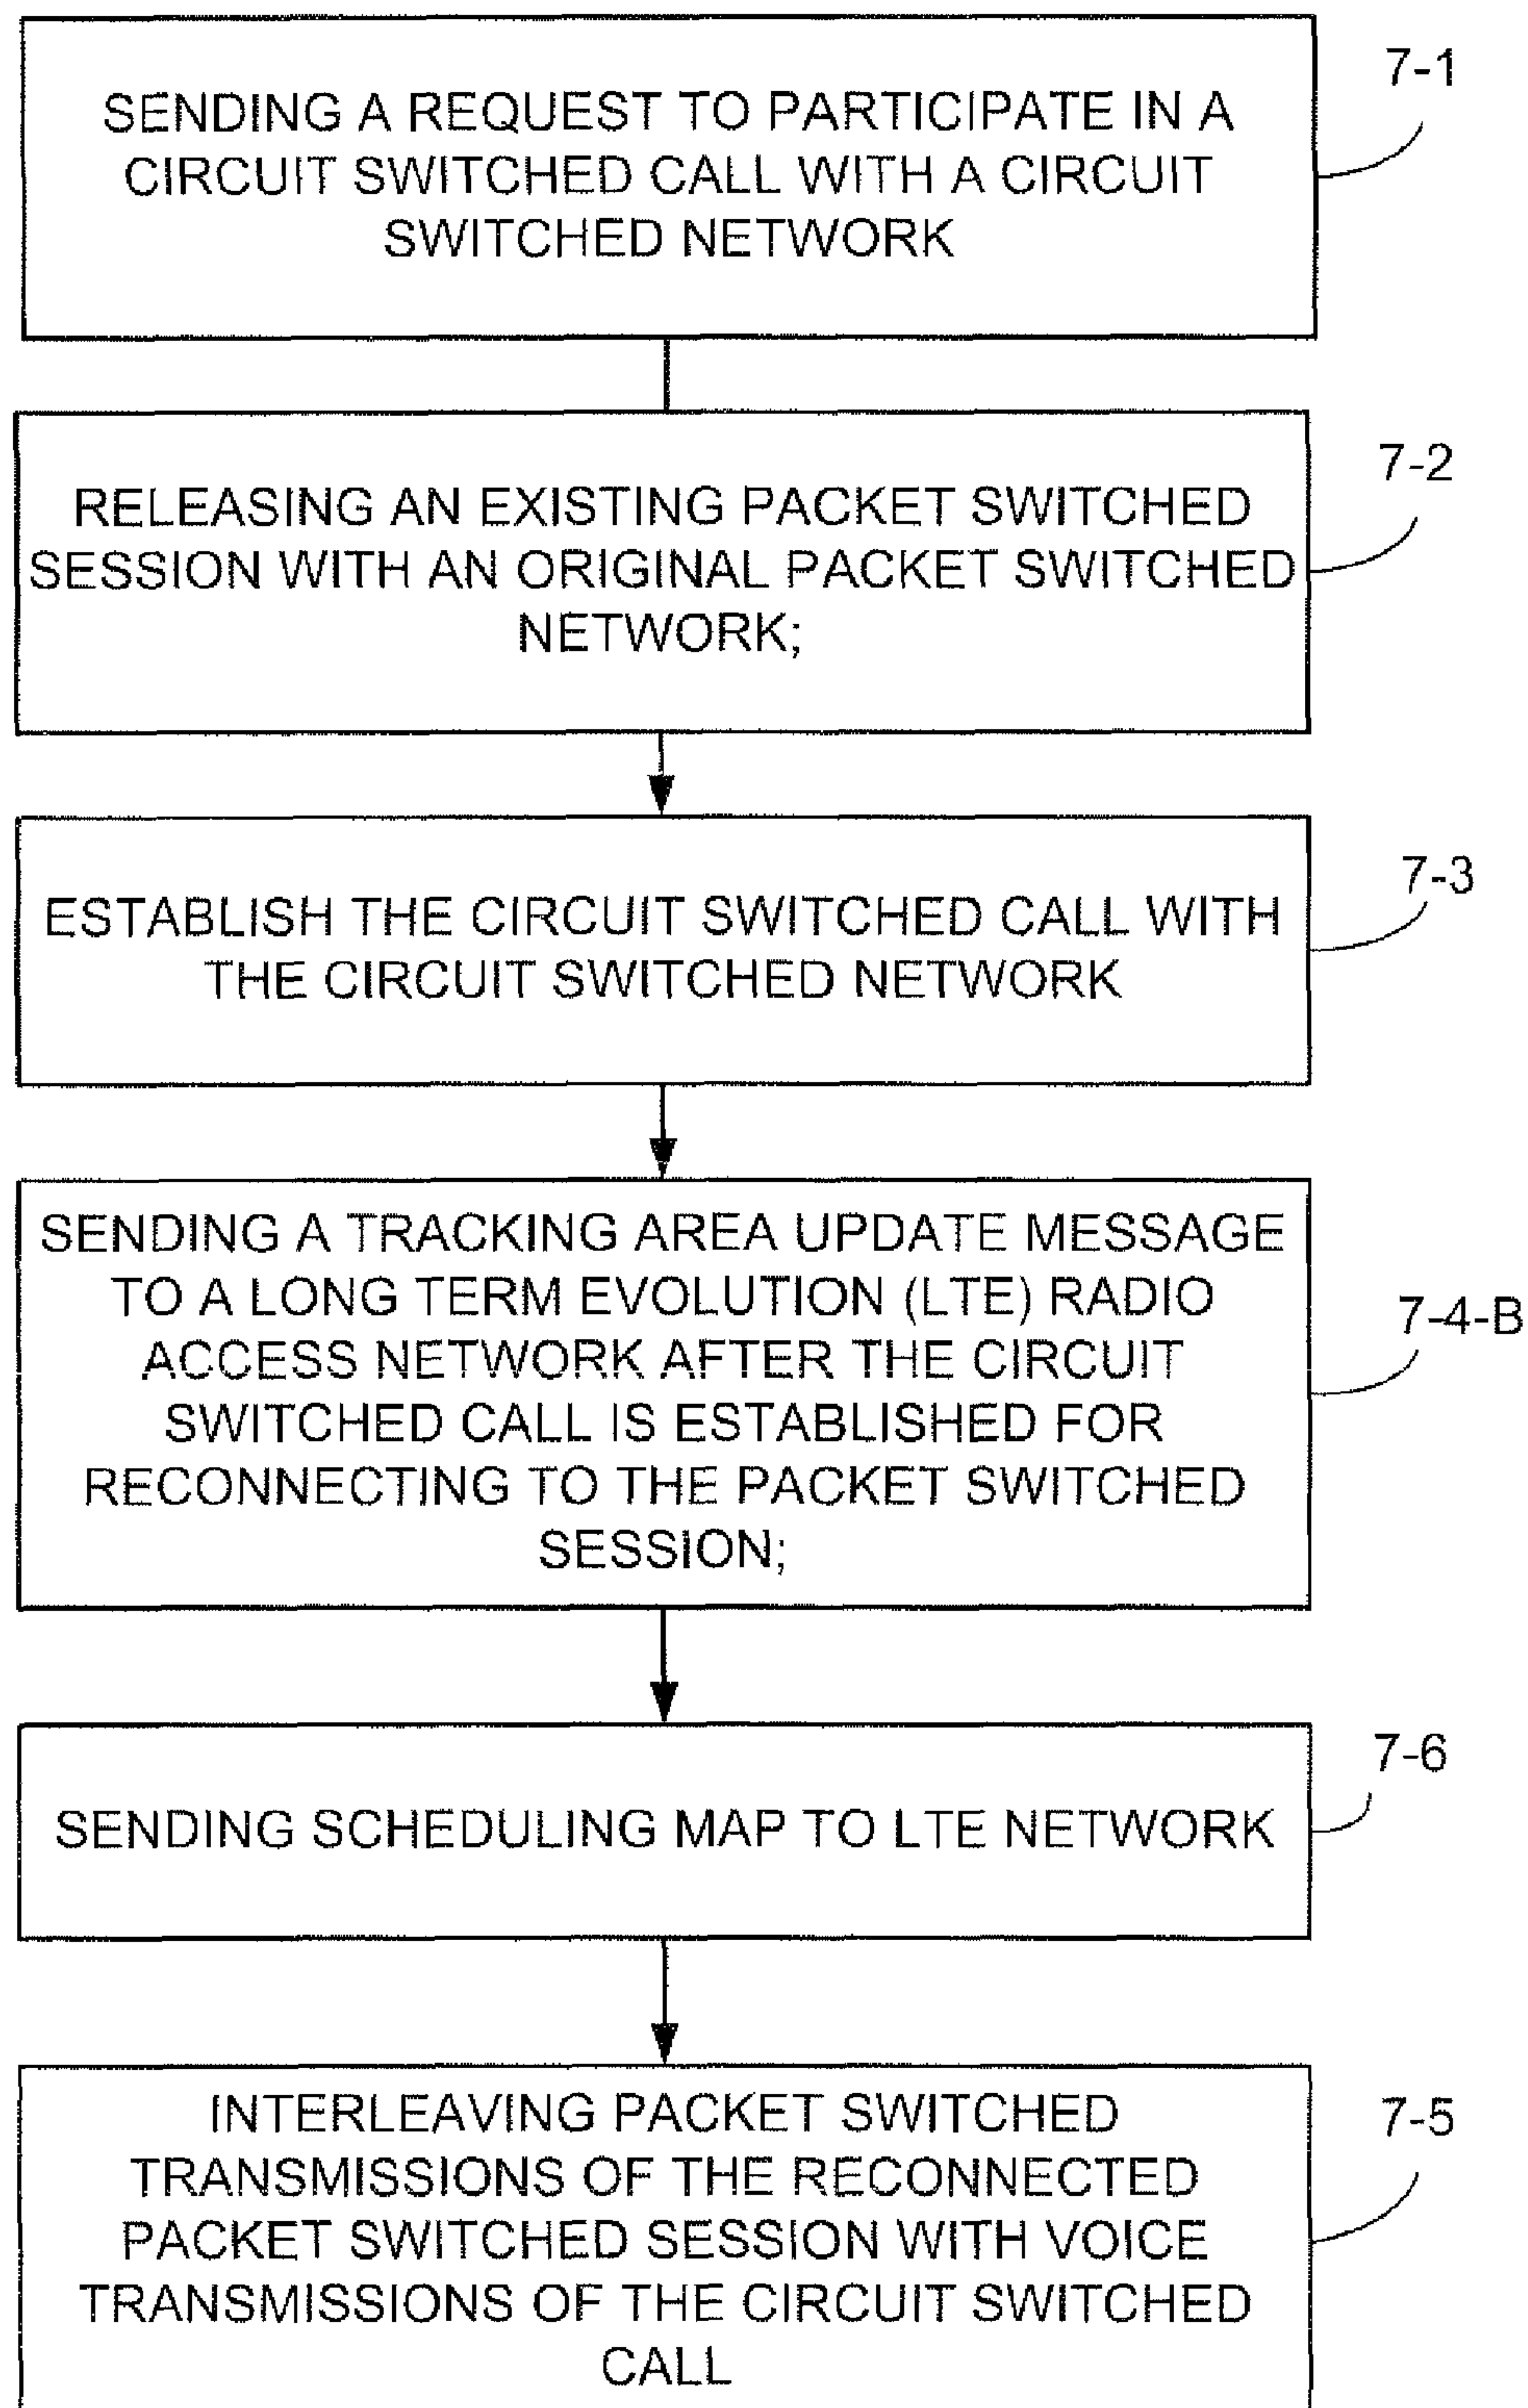 SENDING A REQUEST TO PARTICIPATE IN A
CIRCUIT SWITCHED CALL WITH A CIRCUIT
SWITCHED NETWORK
7-1
RELEASING AN EXISTING PACKET SWITCHED
SESSION WITH AN ORIGINAL PACKET SWITCHED
NETWORK;
7-2
ESTABLISH THE CIRCUIT SWITCHED CALL WITH
THE CIRCUIT SWITCHED NETWORK
7-3
SENDING A TRACKING AREA UPDATE MESSAGE
TO A LONG TERM EVOLUTION (LTE) RADIO
ACCESS NETWORK AFTER THE CIRCUIT
SWITCHED CALL IS ESTABLISHED FOR
RECONNECTING TO THE PACKET SWITCHED
SESSION;
7-4-B
SENDING SCHEDULING MAP TO LTE NETWORK
7-6
INTERLEAVING PACKET SWITCHED
TRANSMISSIONS OF THE RECONNECTED
PACKET SWITCHED SESSION WITH VOICE
TRANSMISSIONS OF THE CIRCUIT SWITCHED
CALL
7-5